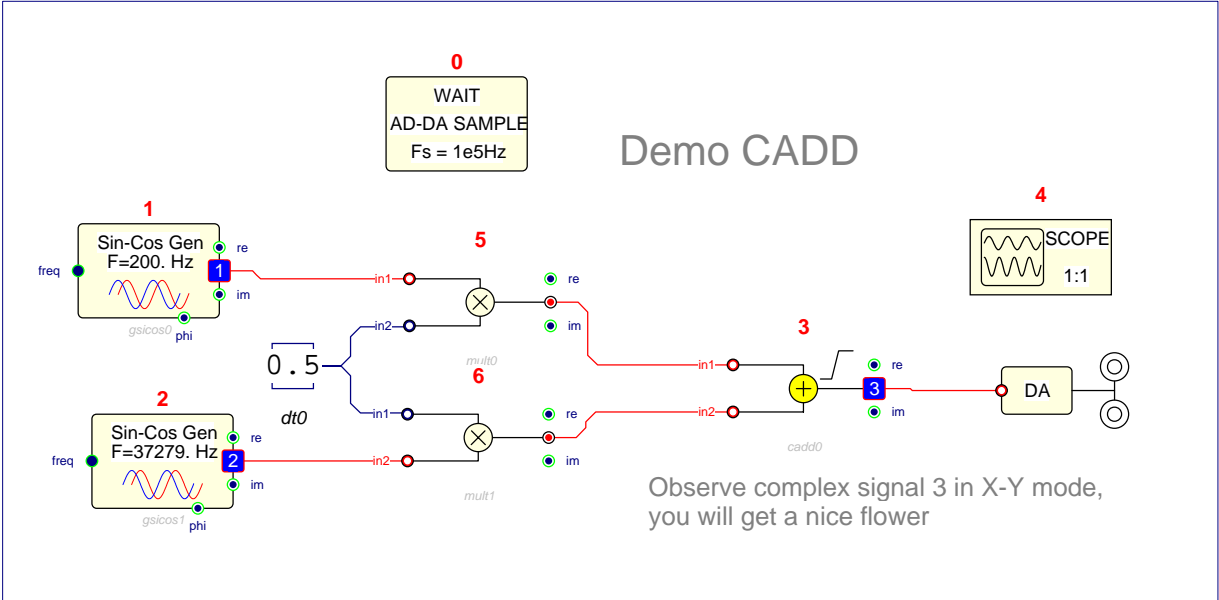 0
WAIT
AD-DA SAMPLE
Fs = 1e5Hz
Demo CADD
1
Sin-Cos Gen
F=200. Hz
freq
re
1
im
gsicos0
phi
5
in1
in2
re
im
mult0
4
SCOPE
1:1
0.5
dt0
2
Sin-Cos Gen
F=37279. Hz
freq
re
2
im
gsicos1
phi
6
in1
in2
re
im
mult1
3
in1
in2
re
3
im
cadd0
DA
Observe complex signal 3 in X-Y mode,
you will get a nice flower